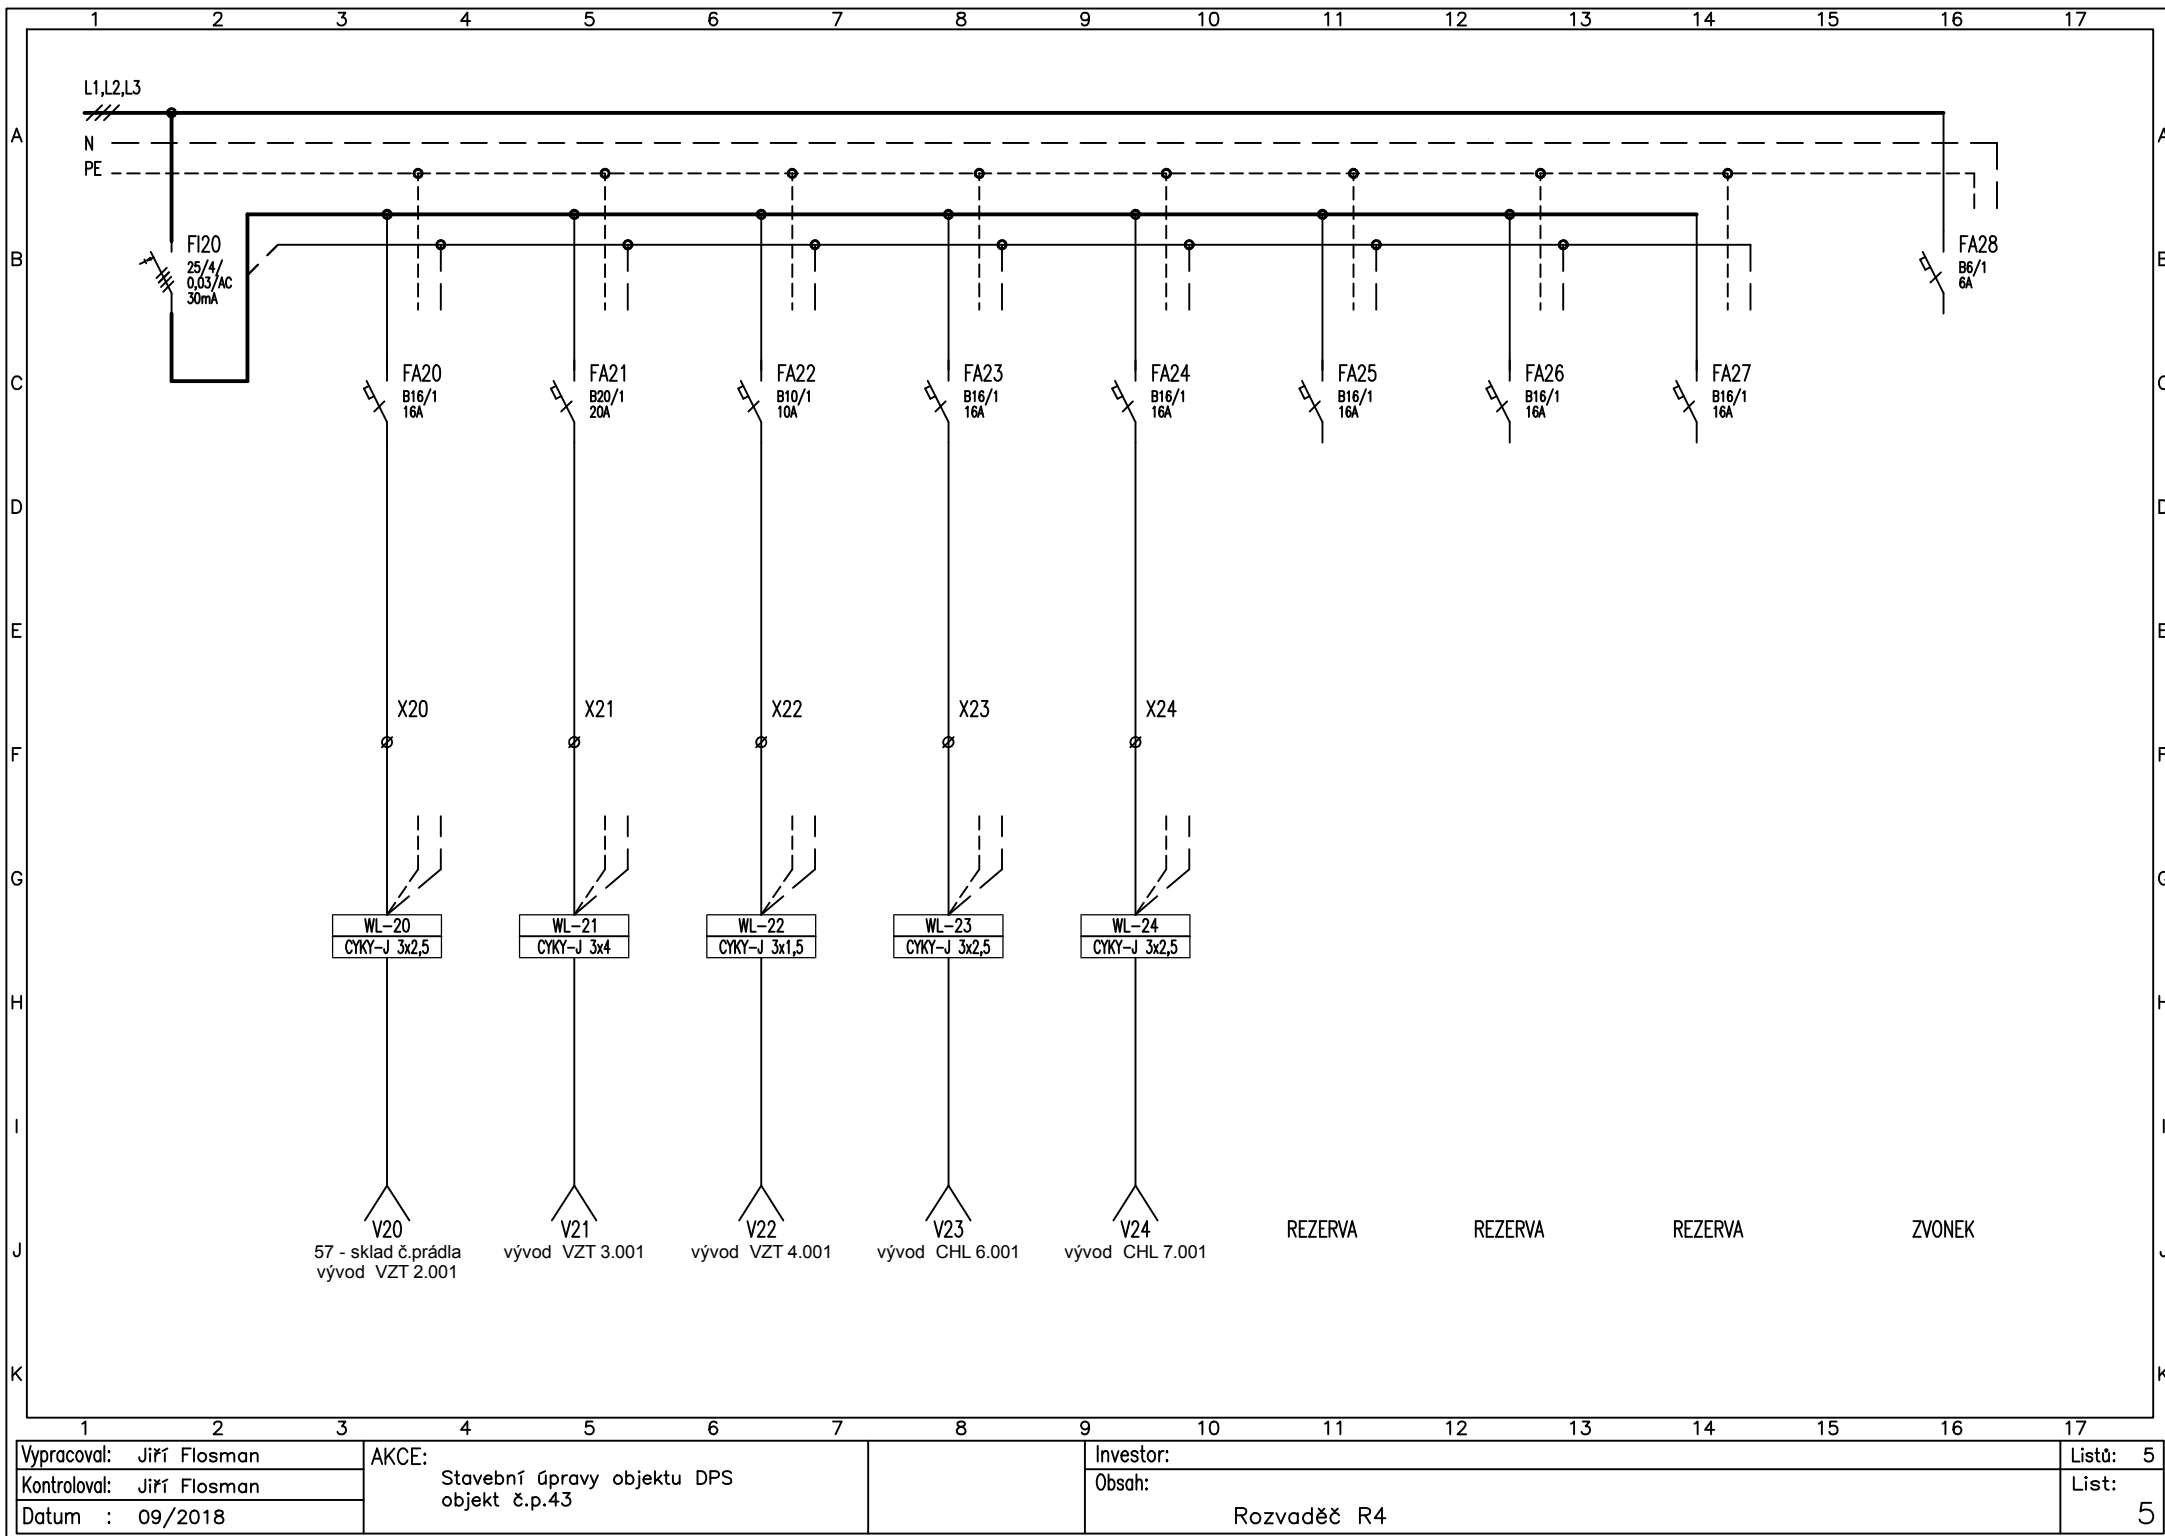 1 2 3 4 5 6 7 8 9 10 11 12 13 14 15 16 17
L1,L2,L3
A A
N
PE
B B
FI20
25/4/
0,03/AC
30mA
FA28
B6/1
6A
C C
FA20
B16/1
16A
FA21
B20/1
20A
FA22
B10/1
10A
FA23
B16/1
16A
FA24
B16/1
16A
FA25
B16/1
16A
FA26
B16/1
16A
FA27
B16/1
16A
D D
E E
X20 X21 X22 X23 X24
F F
G G
WL-20
CYKY-J 3x2,5
WL-21
CYKY-J 3x4
WL-22
CYKY-J 3x1,5
WL-23
CYKY-J 3x2,5
WL-24
CYKY-J 3x2,5
H H
I I
J J
V20
57 - sklad č.prádla
vývod VZT 2.001
V21
vývod VZT 3.001
V22
vývod VZT 4.001
V23
vývod CHL 6.001
V24
vývod CHL 7.001
REZERVA REZERVA REZERVA ZVONEK
K K
1 2 3 4 5 6 7 8 9 10 11 12 13 14 15 16 17
Vypracoval: Jiří Flosman
Kontroloval: Jiří Flosman
Datum : 09/2018
AKCE:
Stavební úpravy objektu DPS
objekt č.p.43
Investor:
Obsah:
Rozvaděč R4
Listů: 5
List:
5